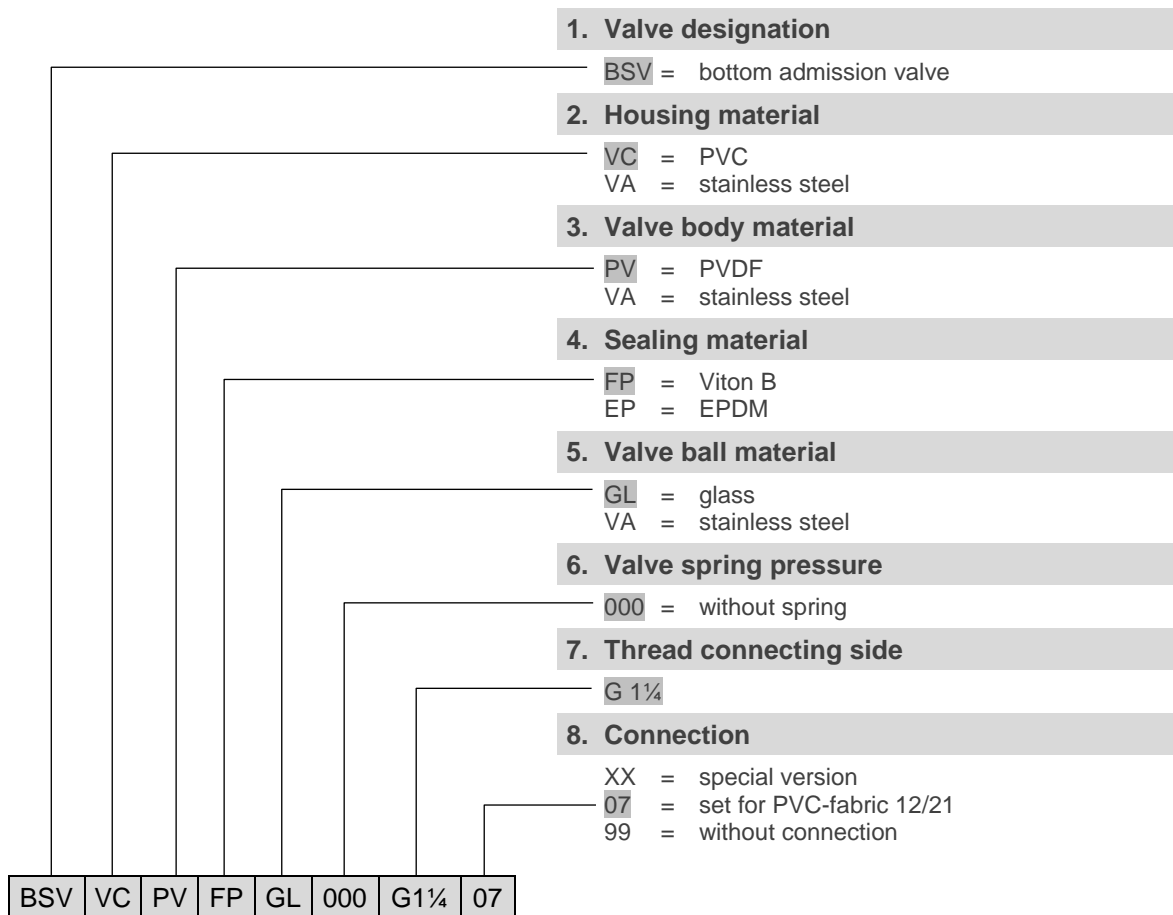 1. Valve designation
BSV = bottom admission valve
2. Housing material
VC = PVC
VA = stainless steel
3. Valve body material
PV = PVDF
VA = stainless steel
4. Sealing material
FP = Viton B
EP = EPDM
5. Valve ball material
GL = glass
VA = stainless steel
6. Valve spring pressure
000 = without spring
7. Thread connecting side
G 1¼
8. Connection
XX = special version
07 = set for PVC-fabric 12/21
99 = without connection
BSV VC PV FP GL 000 G1¼ 07